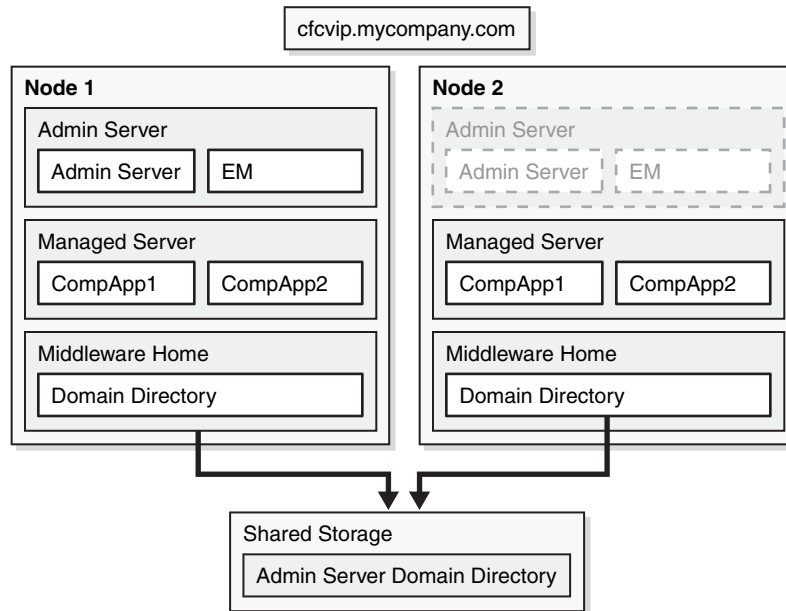 cfcvip.mycompany.com
Node 1
Admin Server
Admin Server
EM
Managed Server
CompApp1
CompApp2
Middleware Home
Domain Directory
Node 2
Admin Server
Admin Server
EM
Managed Server
CompApp1
CompApp2
Middleware Home
Domain Directory
Shared Storage
Admin Server Domain Directory